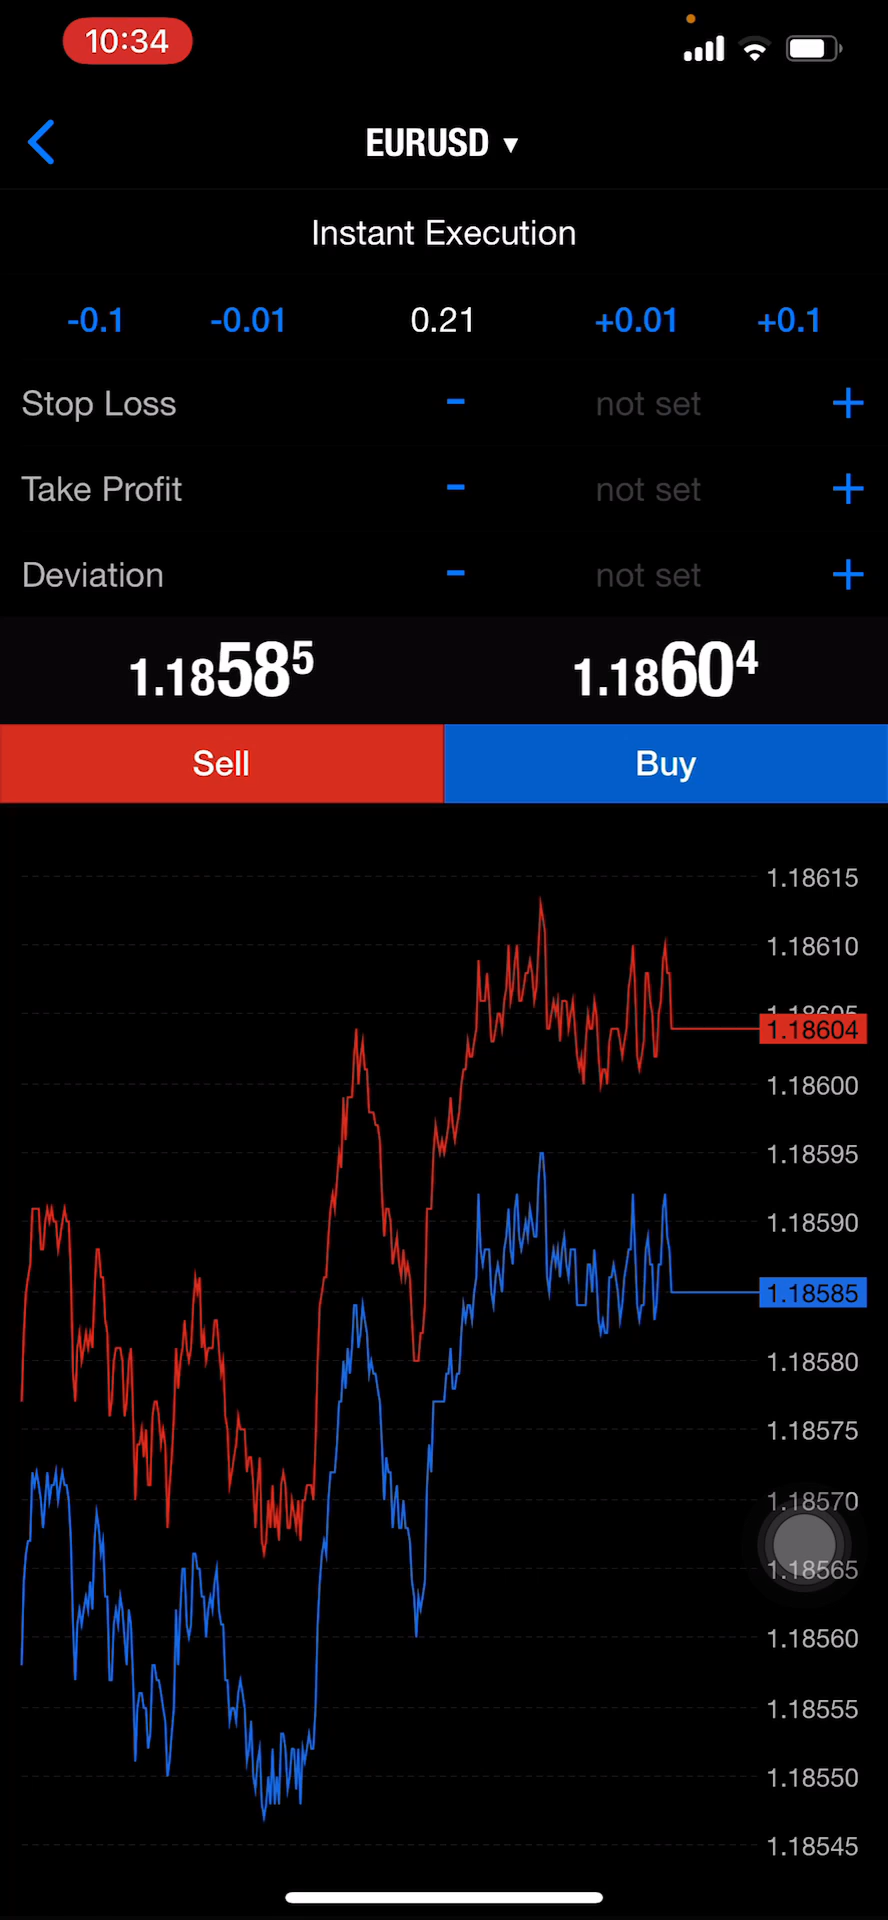 10:34
EURUSD ▼
Instant Execution
-0.1 -0.01 0.21 +0.01 +0.1
Stop Loss - not set +
Take Profit - not set +
Deviation - not set +
1.18585 1.18604
Sell Buy
1.18615
1.18610
1.18605
1.18604
1.18600
1.18595
1.18590
1.18585
1.18580
1.18575
1.18570
1.18565
1.18560
1.18555
1.18550
1.18545